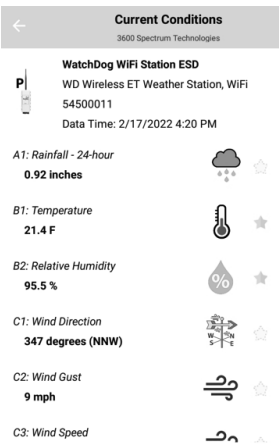 Current Conditions
3600 Spectrum Technologies
WatchDog WiFi Station ESD
P
WD Wireless ET Weather Station, WiFi
54500011
Data Time: 2/17/2022 4:20 PM
A1: Rainfall - 24-hour
0.92 inches
B1: Temperature
21.4 F
B2: Relative Humidity
95.5 %
%
C1: Wind Direction
347 degrees (NNW)
W N
S E
C2: Wind Gust
9 mph
C3: Wind Speed